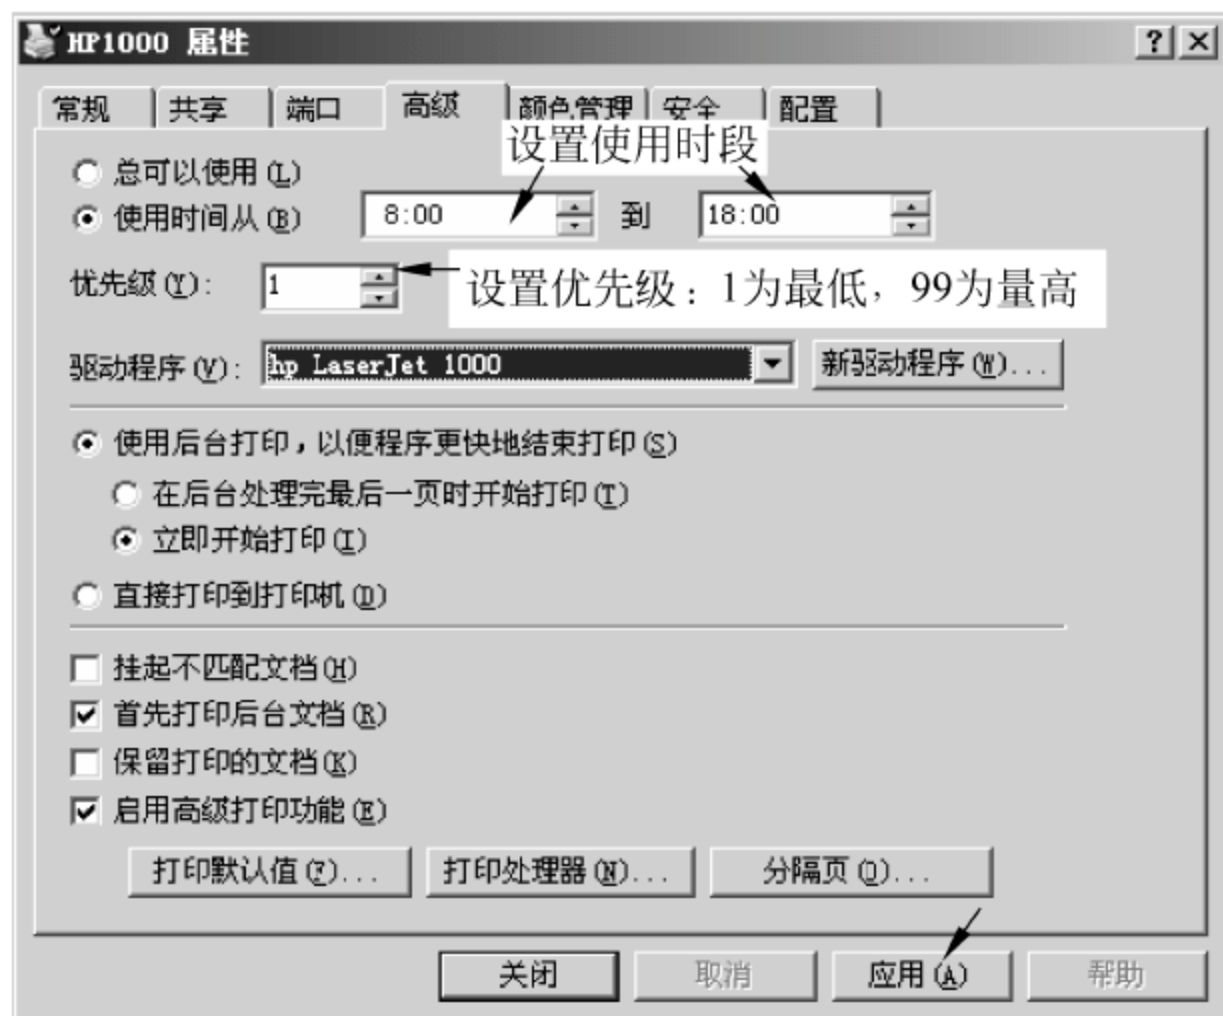 HP1000 属性
常规 共享 端口 高级 颜色管理 安全 配置
设置使用时段
总可以使用(L)
使用时间从(B) 8:00 到 18:00
优先级(Y): 1 设置优先级：1为最低，99为量高
驱动程序(V): hp LaserJet 1000 新驱动程序(W)...
使用后台打印，以便程序更快地结束打印(S)
在后台处理完最后一页时开始打印(T)
立即开始打印(I)
直接打印到打印机(D)
挂起不匹配文档(H)
首先打印后台文档(R)
保留打印的文档(K)
启用高级打印功能(E)
打印默认值(F)... 打印处理器(N)... 分隔页(O)...
关闭 取消 应用(A) 帮助